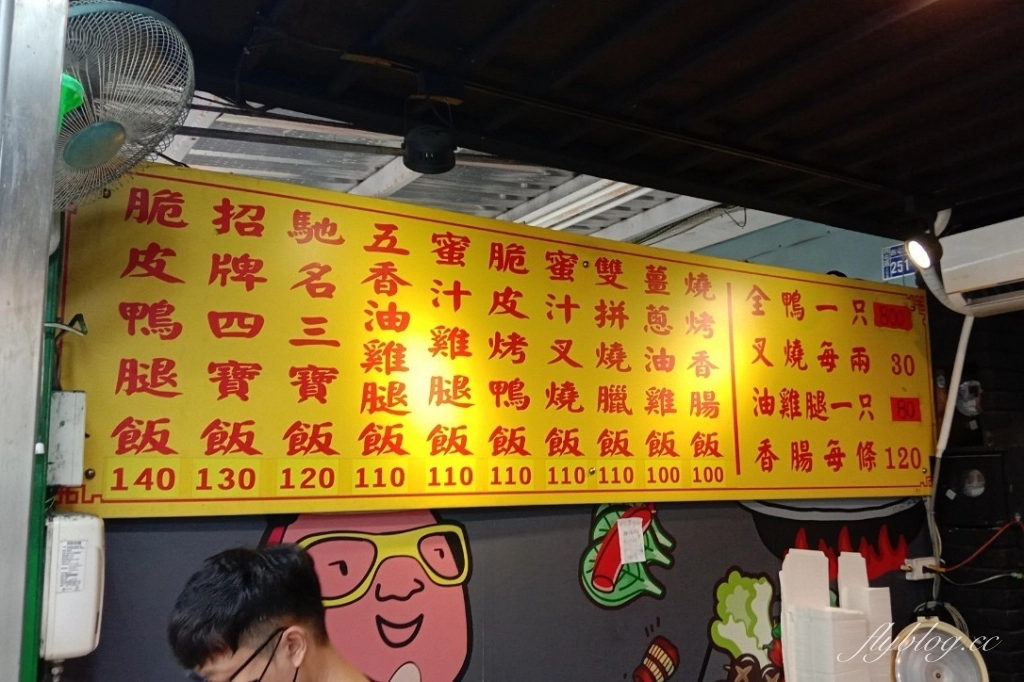 脆皮鴨腿飯 140
招牌四寶飯 130
馳名三寶飯 120
五香油雞腿飯 110
蜜汁雞腿飯 110
脆皮烤鴨飯 110
蜜汁叉燒飯 110
雙拼燒臘飯 110
薑蔥油雞飯 100
燒烤香腸飯 100
全鴨一只
叉燒每兩 30
油雞腿一只 80
香腸每條 120
251
flyblog.cc